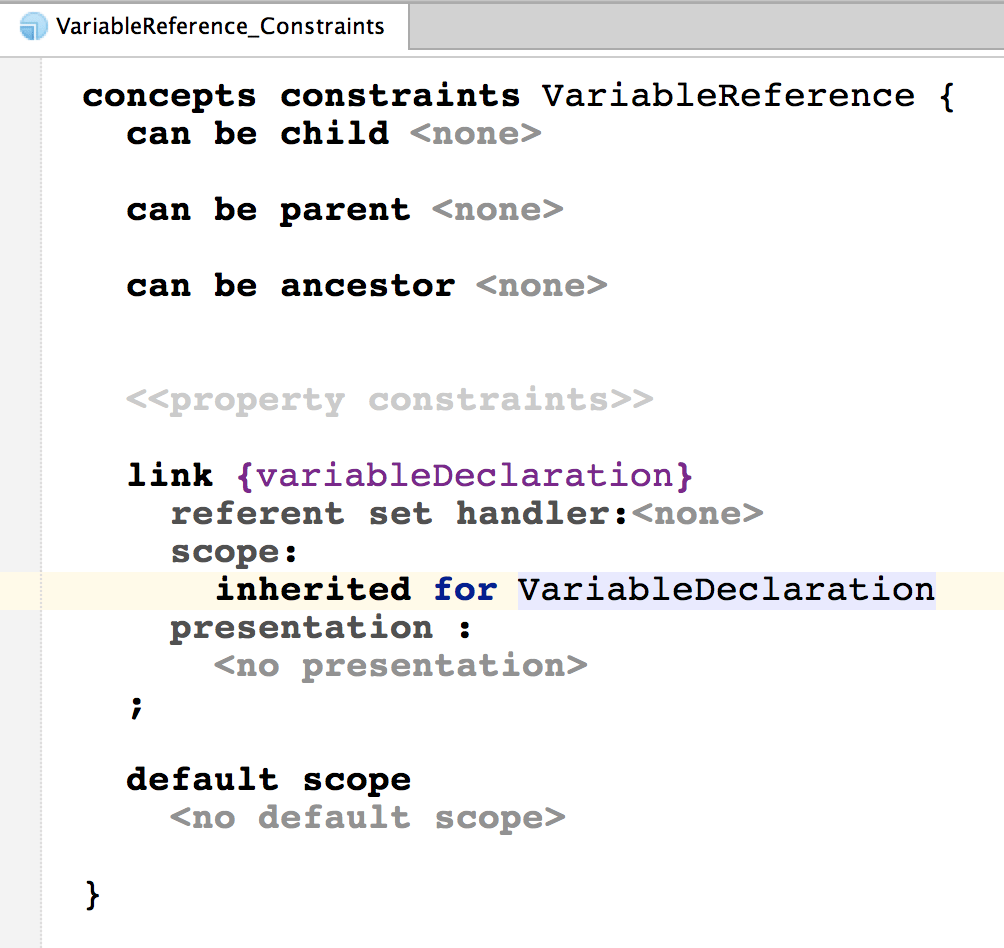 VariableReference_Constraints
concepts constraints VariableReference {
can be child <none>
can be parent <none>
can be ancestor <none>
<<property constraints>>
link {variableDeclaration}
referent set handler:<none>
scope:
inherited for VariableDeclaration
presentation :
<no presentation>
;
default scope
<no default scope>
}